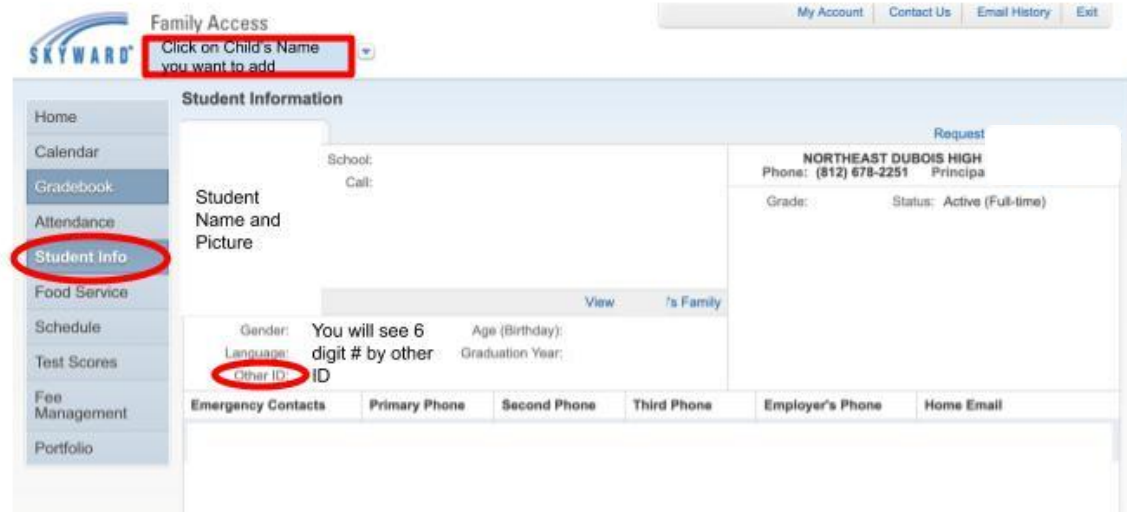 My Account Contact Us Email History Exit
Family Access
SKYWARD
Click on Child's Name
you want to add
Student Information
Home
Calendar
Gradebook
Attendance
Student Info
Food Service
Schedule
Test Scores
Fee
Management
Portfolio
Request
School:
Call:
Student
Name and
Picture
NORTHEAST DUBOIS HIGH
Phone: (812) 678-2251 Principa
Grade: Status: Active (Full-time)
View 's Family
Gender: You will see 6 Age (Birthday):
Language: digit # by other Graduation Year:
Other ID: ID
Emergency Contacts Primary Phone Second Phone Third Phone Employer's Phone Home Email